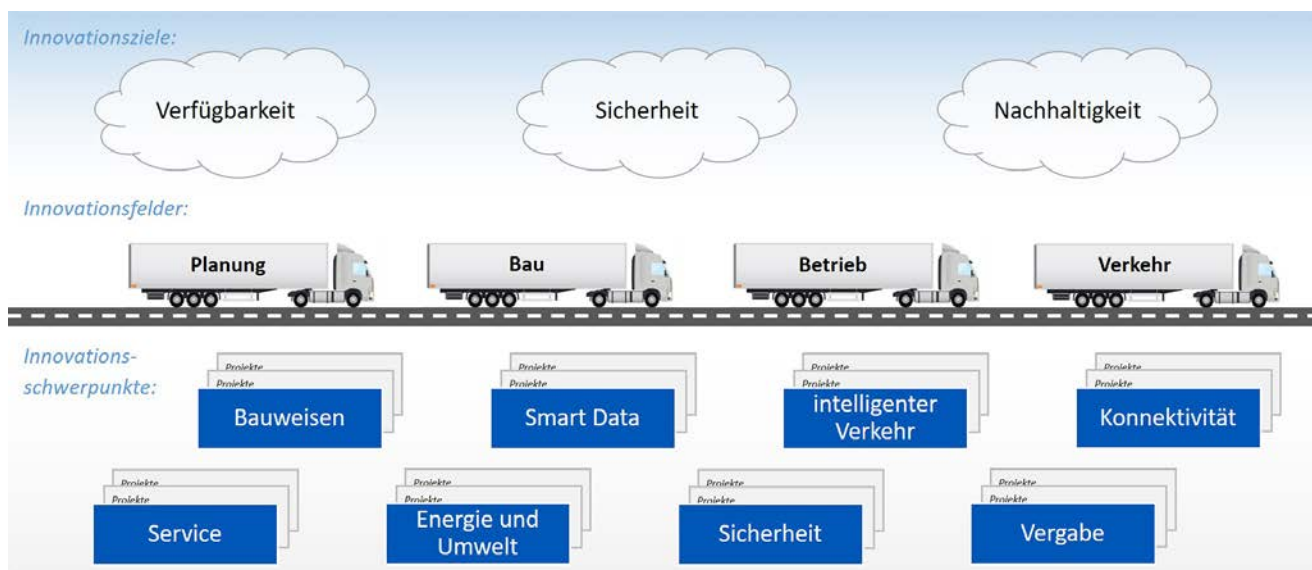 Innovationsziele:
Verfügbarkeit
Sicherheit
Nachhaltigkeit
Innovationsfelder:
Planung
Bau
Betrieb
Verkehr
Innovations-
schwerpunkte:
Projekte
Projekte
Bauweisen
Projekte
Projekte
Smart Data
Projekte
Projekte
intelligenter
Verkehr
Projekte
Projekte
Konnektivität
Projekte
Projekte
Service
Projekte
Projekte
Energie und
Umwelt
Projekte
Projekte
Sicherheit
Projekte
Projekte
Vergabe